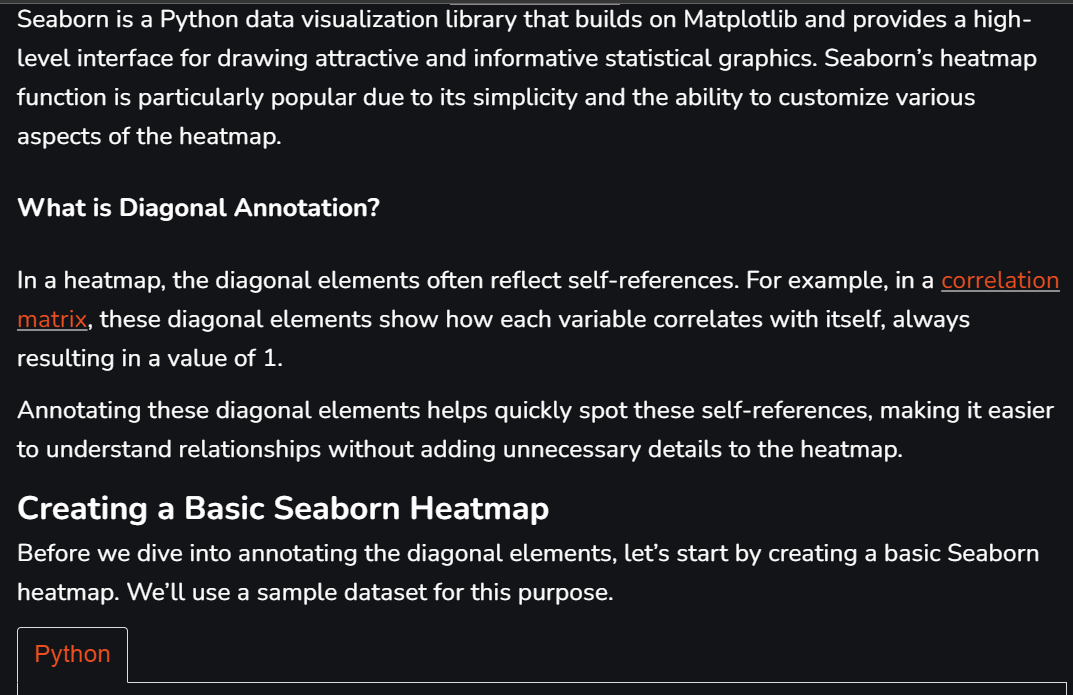 Seaborn is a Python data visualization library that builds on Matplotlib and provides a high-
level interface for drawing attractive and informative statistical graphics. Seaborn’s heatmap
function is particularly popular due to its simplicity and the ability to customize various
aspects of the heatmap.
What is Diagonal Annotation?
In a heatmap, the diagonal elements often reflect self-references. For example, in a correlation
matrix, these diagonal elements show how each variable correlates with itself, always
resulting in a value of 1.
Annotating these diagonal elements helps quickly spot these self-references, making it easier
to understand relationships without adding unnecessary details to the heatmap.
Creating a Basic Seaborn Heatmap
Before we dive into annotating the diagonal elements, let’s start by creating a basic Seaborn
heatmap. We’ll use a sample dataset for this purpose.
Python